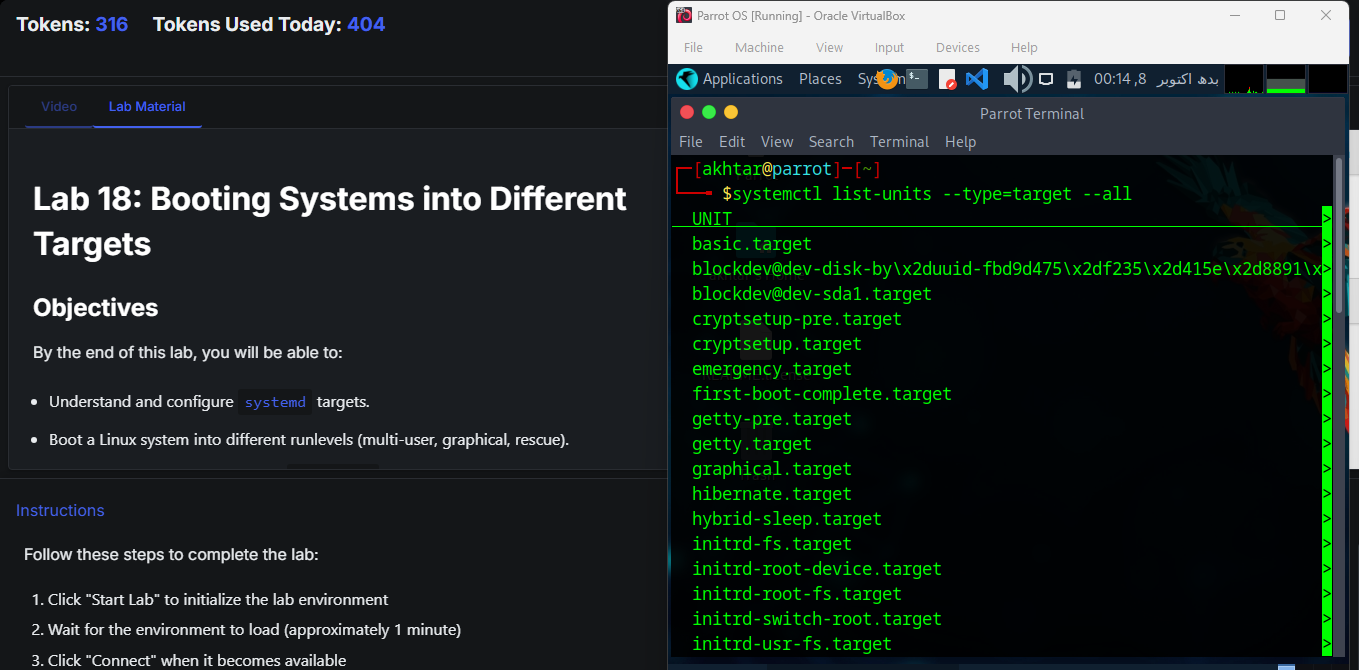 Tokens: 316 Tokens Used Today: 404
Video Lab Material
Lab 18: Booting Systems into Different
Targets
Objectives
By the end of this lab, you will be able to:
• Understand and configure systemd targets.
• Boot a Linux system into different runlevels (multi-user, graphical, rescue).
Instructions
Follow these steps to complete the lab:
1. Click "Start Lab" to initialize the lab environment
2. Wait for the environment to load (approximately 1 minute)
3. Click "Connect" when it becomes available
Parrot OS [Running] - Oracle VirtualBox
File Machine View Input Devices Help
Applications Places System بدھ اکتوبر 8, 00:14
Parrot Terminal
File Edit View Search Terminal Help
[akhtar@parrot]-[~]
$systemctl list-units --type=target --all
UNIT >
basic.target >
blockdev@dev-disk-by\x2duuid-fbd9d475\x2df235\x2d415e\x2d8891\x>
blockdev@dev-sda1.target >
cryptsetup-pre.target >
cryptsetup.target >
emergency.target >
first-boot-complete.target >
getty-pre.target >
getty.target >
graphical.target >
hibernate.target >
hybrid-sleep.target >
initrd-fs.target >
initrd-root-device.target >
initrd-root-fs.target >
initrd-switch-root.target >
initrd-usr-fs.target >